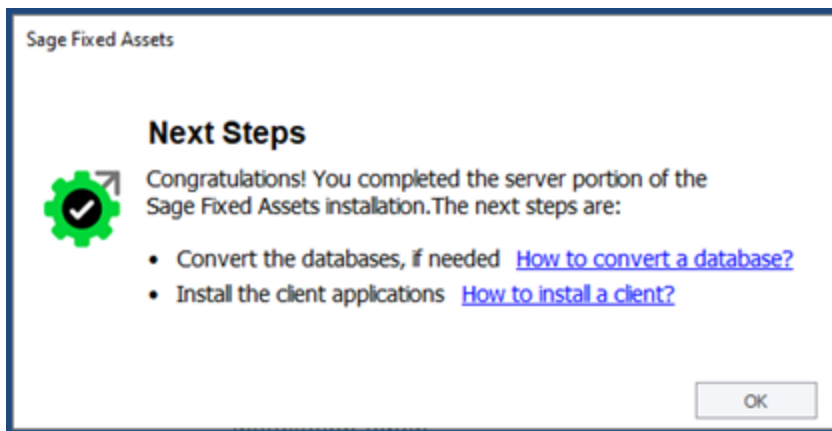 Sage Fixed Assets
Next Steps
Congratulations! You completed the server portion of the
Sage Fixed Assets installation.The next steps are:
• Convert the databases, if needed How to convert a database?
• Install the client applications How to install a client?
OK